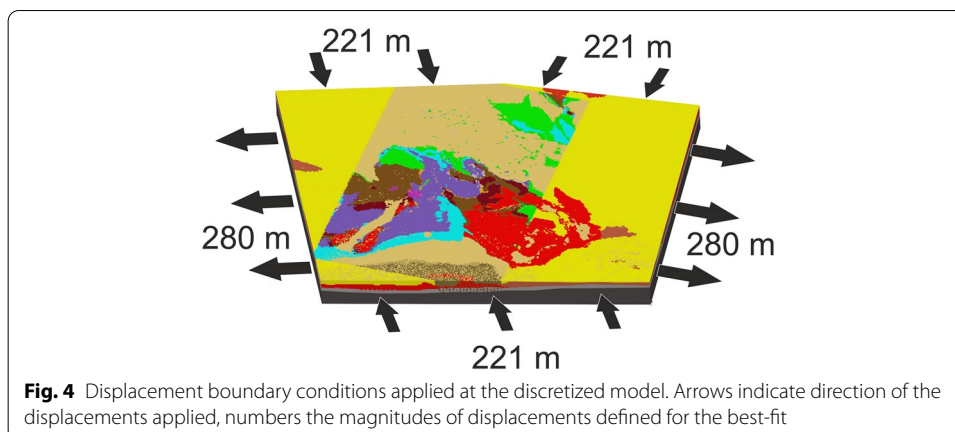 221 m 221 m
280 m 280 m
221 m
Fig. 4 Displacement boundary conditions applied at the discretized model. Arrows indicate direction of the
displacements applied, numbers the magnitudes of displacements defined for the best-fit